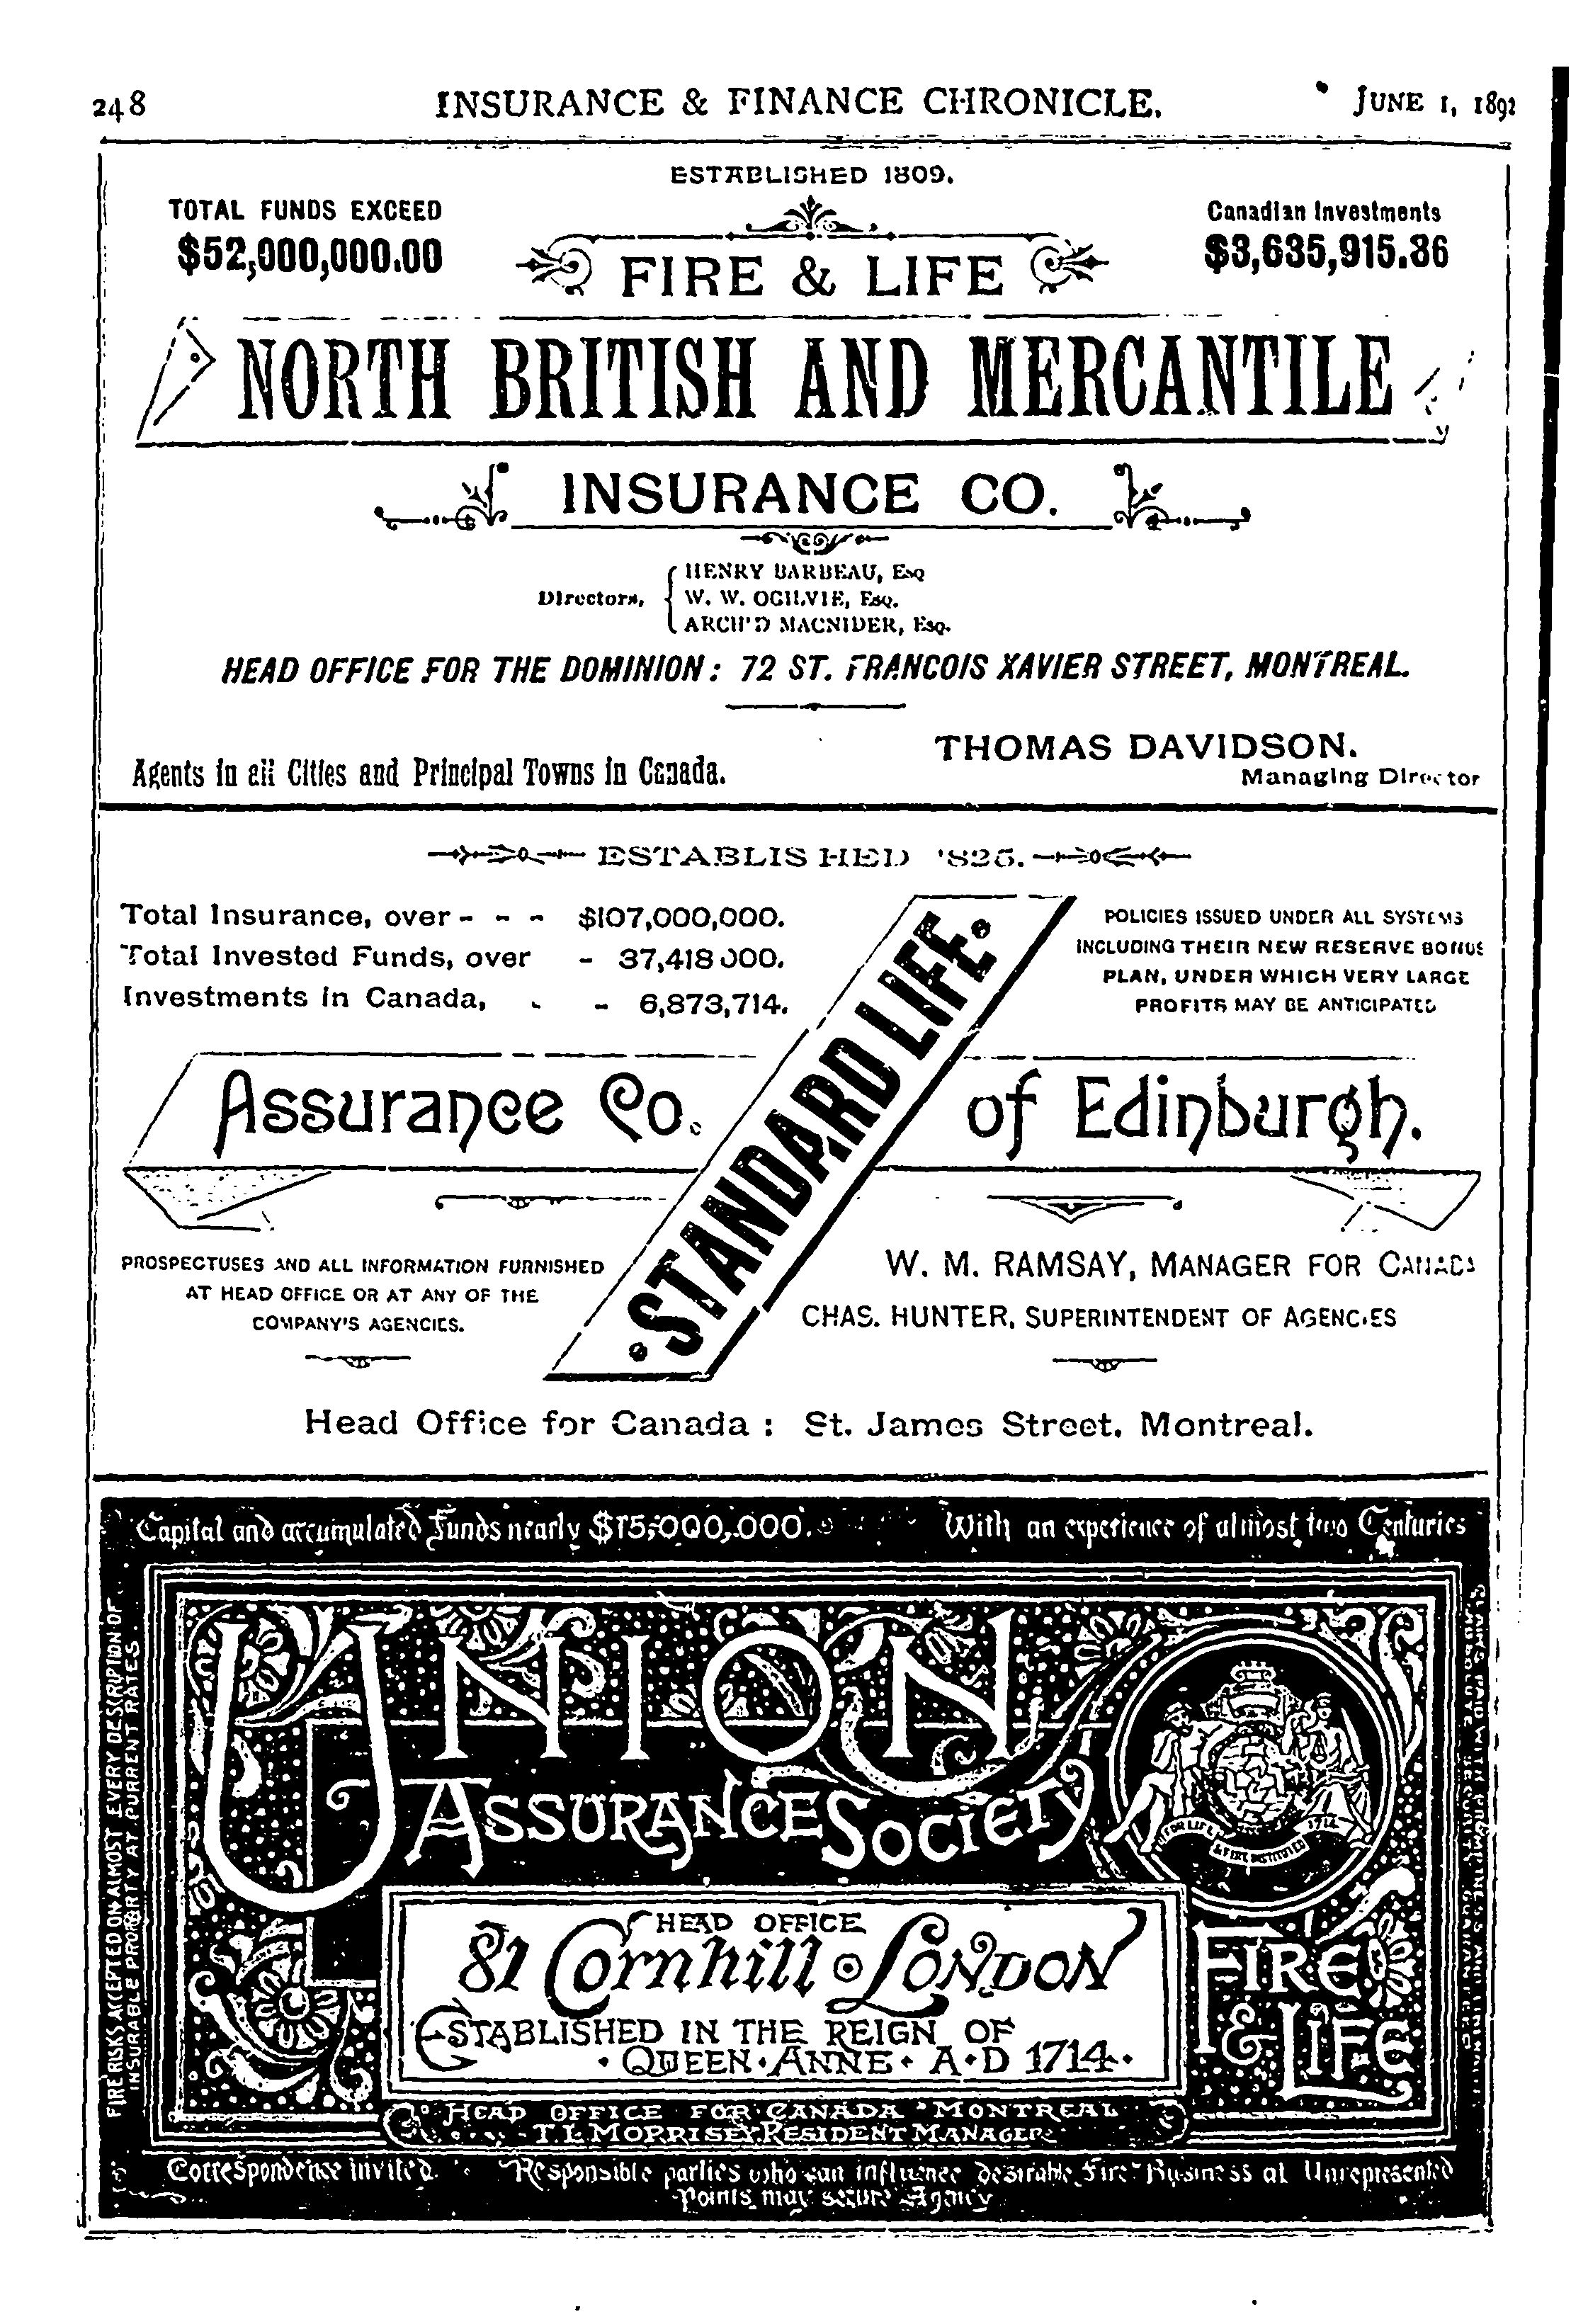 248 INSURANCE & FINANCE CHRONICLE. JUNE 1, 1892
ESTABLISHED 1809.
TOTAL FUNDS EXCEED
$52,000,000.00
Canadian Investments
$3,635,915.36
FIRE & LIFE
NORTH BRITISH AND MERCANTILE
INSURANCE CO.
Directors,
HENRY BARBEAU, Esq
W. W. OGILVIE, Esq.
ARCH'D MACNIDER, Esq.
HEAD OFFICE FOR THE DOMINION: 72 ST. FRANCOIS XAVIER STREET, MONTREAL.
Agents in all Cities and Principal Towns in Canada.
THOMAS DAVIDSON.
Managing Director
ESTABLISHED 1825.
Total Insurance, over - - - $107,000,000.
Total Invested Funds, over - 37,418,000.
Investments in Canada, - - 6,873,714.
POLICIES ISSUED UNDER ALL SYSTEMS
INCLUDING THEIR NEW RESERVE BONUS
PLAN, UNDER WHICH VERY LARGE
PROFITS MAY BE ANTICIPATED
STANDARD LIFE
Assurance Co. of Edinburgh.
PROSPECTUSES AND ALL INFORMATION FURNISHED
AT HEAD OFFICE OR AT ANY OF THE
COMPANY'S AGENCIES.
W. M. RAMSAY, MANAGER FOR CANADA
CHAS. HUNTER, SUPERINTENDENT OF AGENCIES
Head Office for Canada : St. James Street, Montreal.
Capital and accumulated Funds nearly $15,000,000. With an experience of almost two Centuries
FIRE RISKS ACCEPTED ON ALMOST EVERY DESCRIPTION OF
INSURABLE PROPERTY AT CURRENT RATES.
UNION
ASSURANCE SOCIETY
FOR LIFE & FIRE INSTITUTED 1714
HEAD OFFICE
81 Cornhill London
ESTABLISHED IN THE REIGN OF
QUEEN ANNE A.D 1714.
FIRE
& LIFE
CLAIMS PAID WITH
HEAD OFFICE FOR CANADA MONTREAL
T. L. MORRISEY, RESIDENT MANAGER.
Correspondence Invited. Responsible parties who can influence desirable Fire Business at Unrepresented
Points may secure Agency